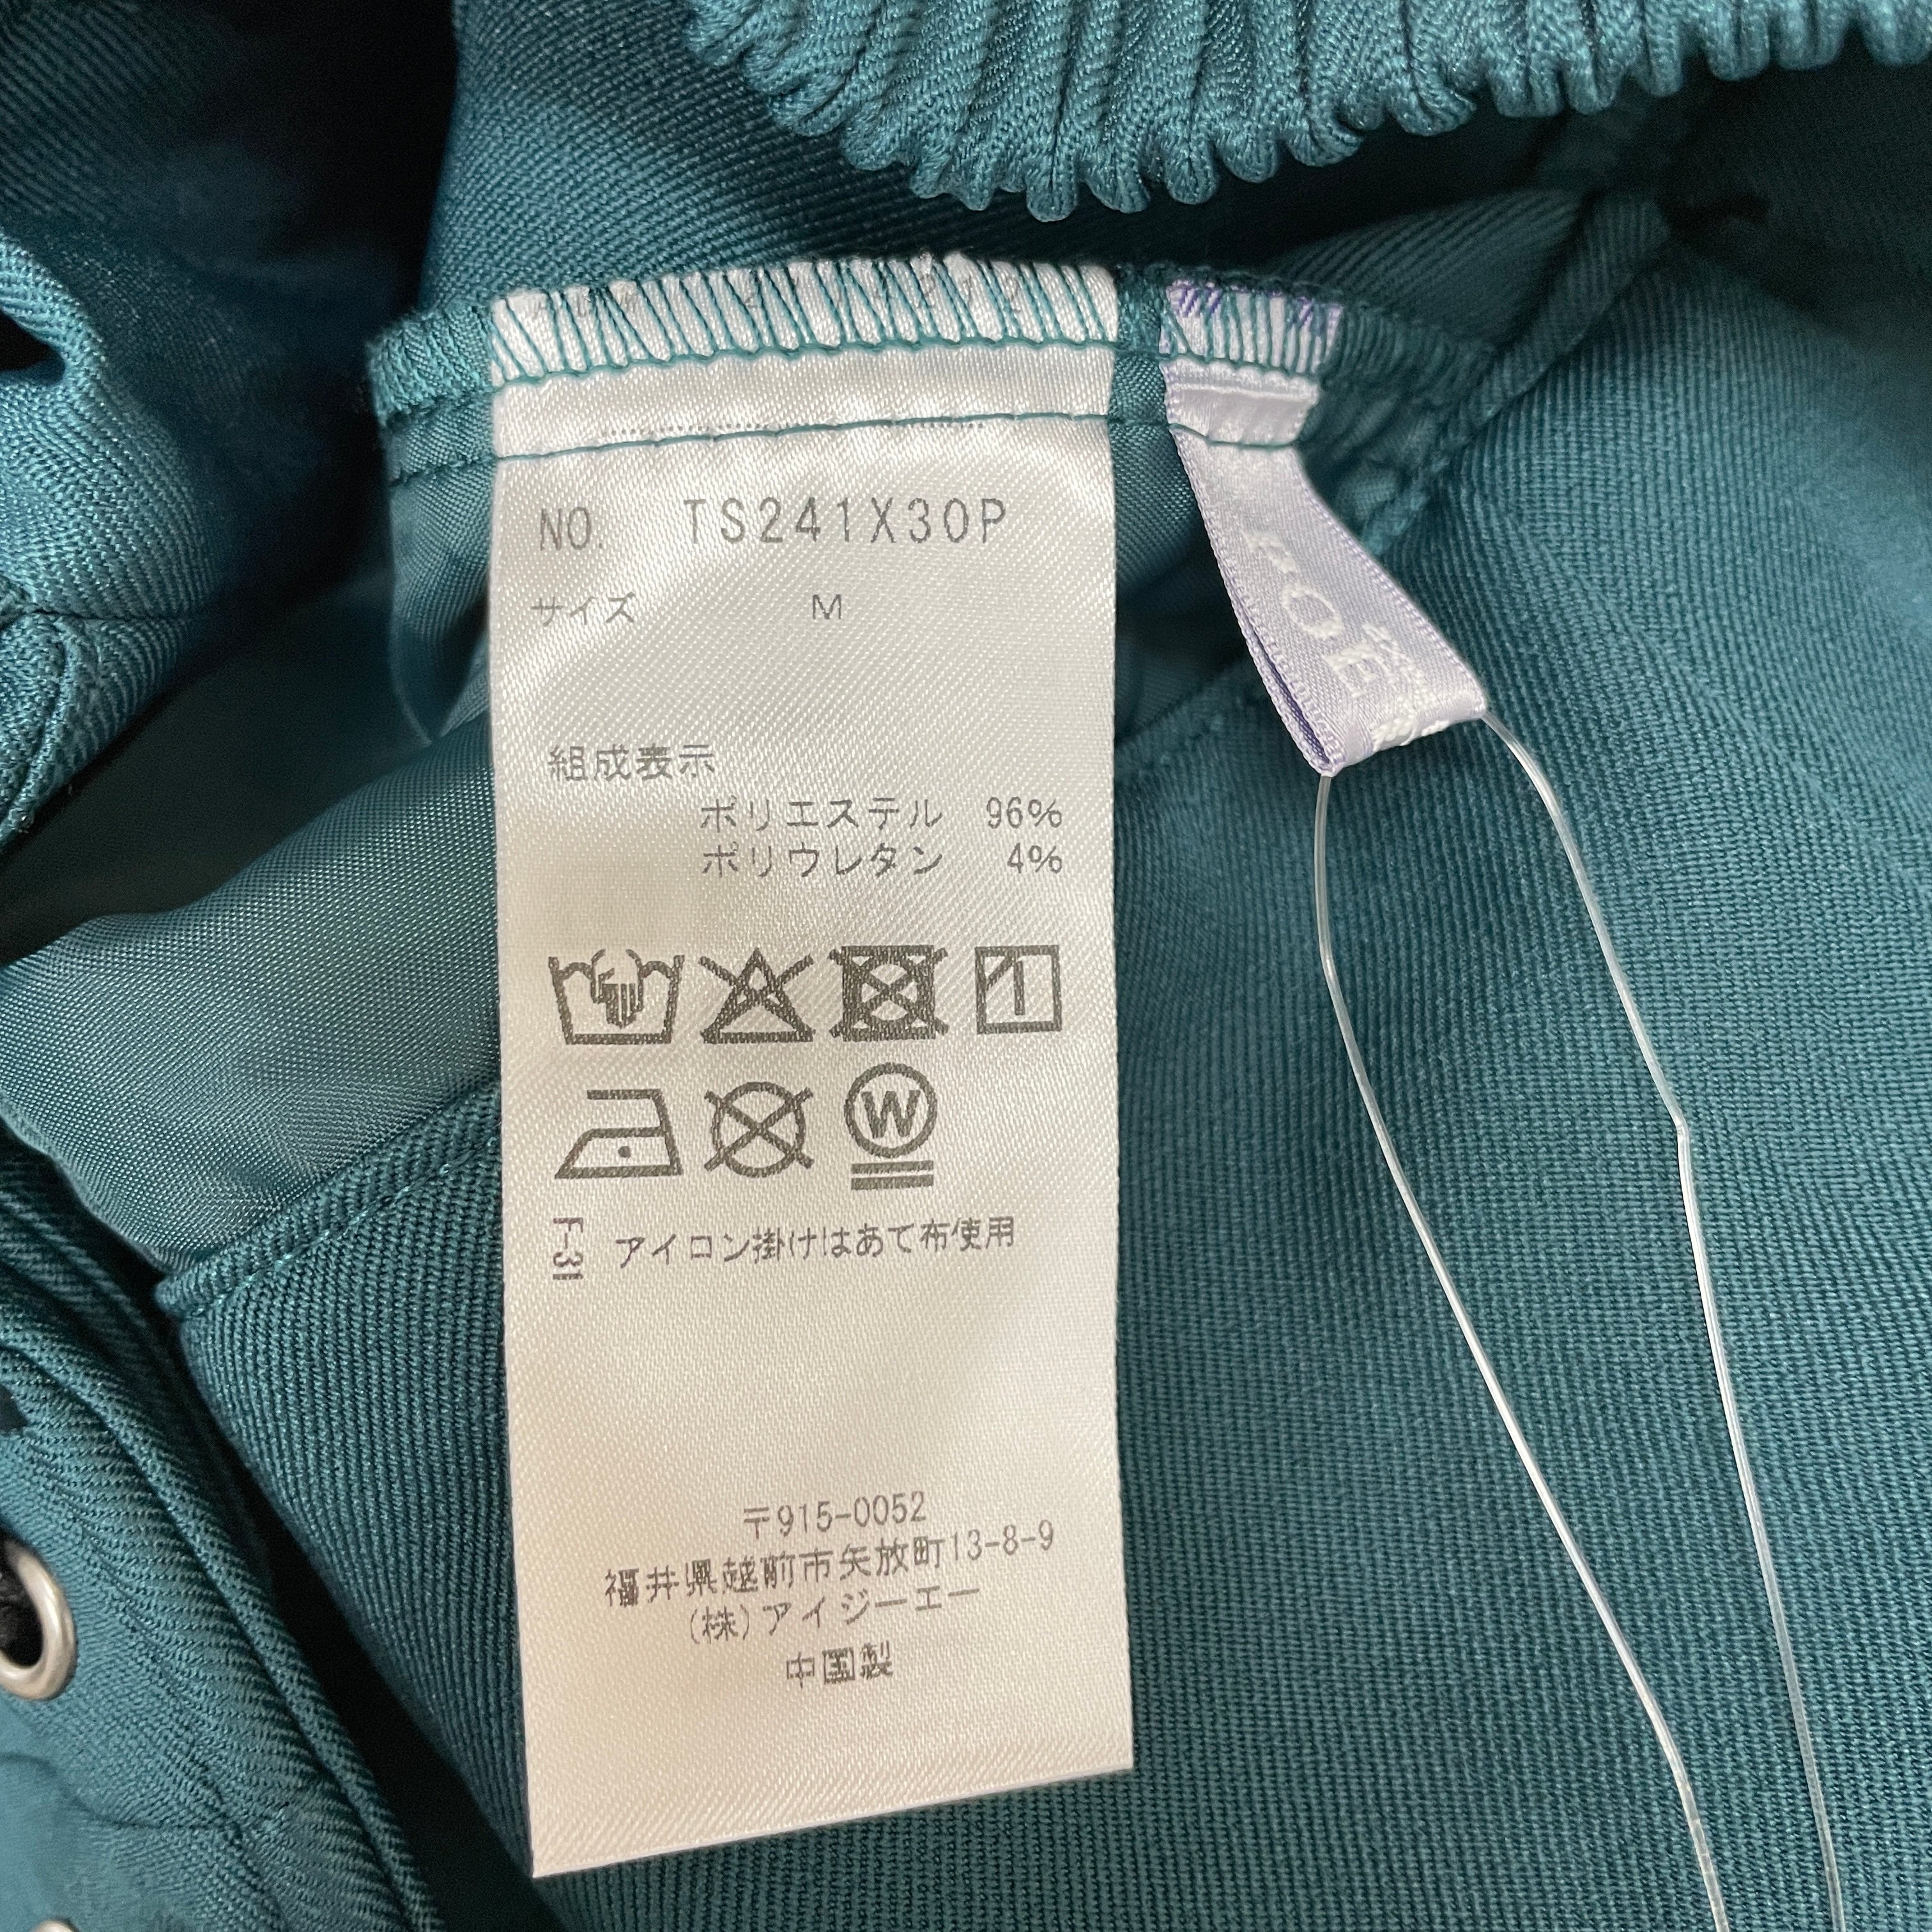 NO. TS241X30P
サイズ M
組成表示
ポリエステル 96%
ポリウレタン 4%
W
F-31 アイロン掛けはあて布使用
〒915-0052
福井県越前市矢放町13-8-9
(株)アイジーエー
中国製